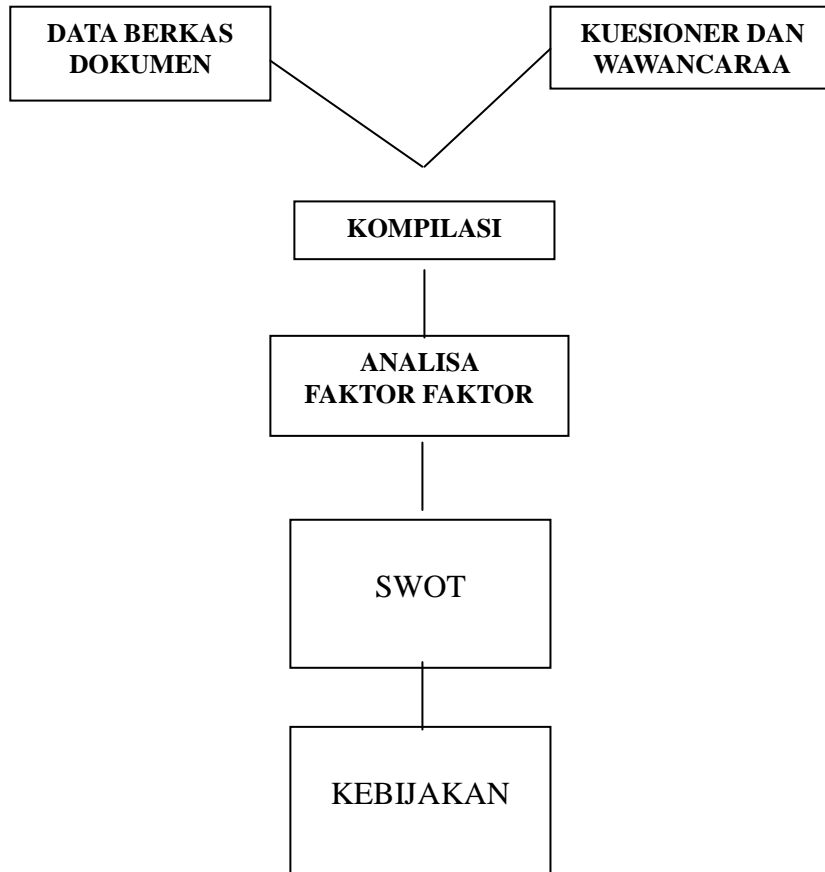 DATA BERKAS
DOKUMEN
KUESIONER DAN
WAWANCARAA
KOMPILASI
ANALISA
FAKTOR FAKTOR
SWOT
KEBIJAKAN